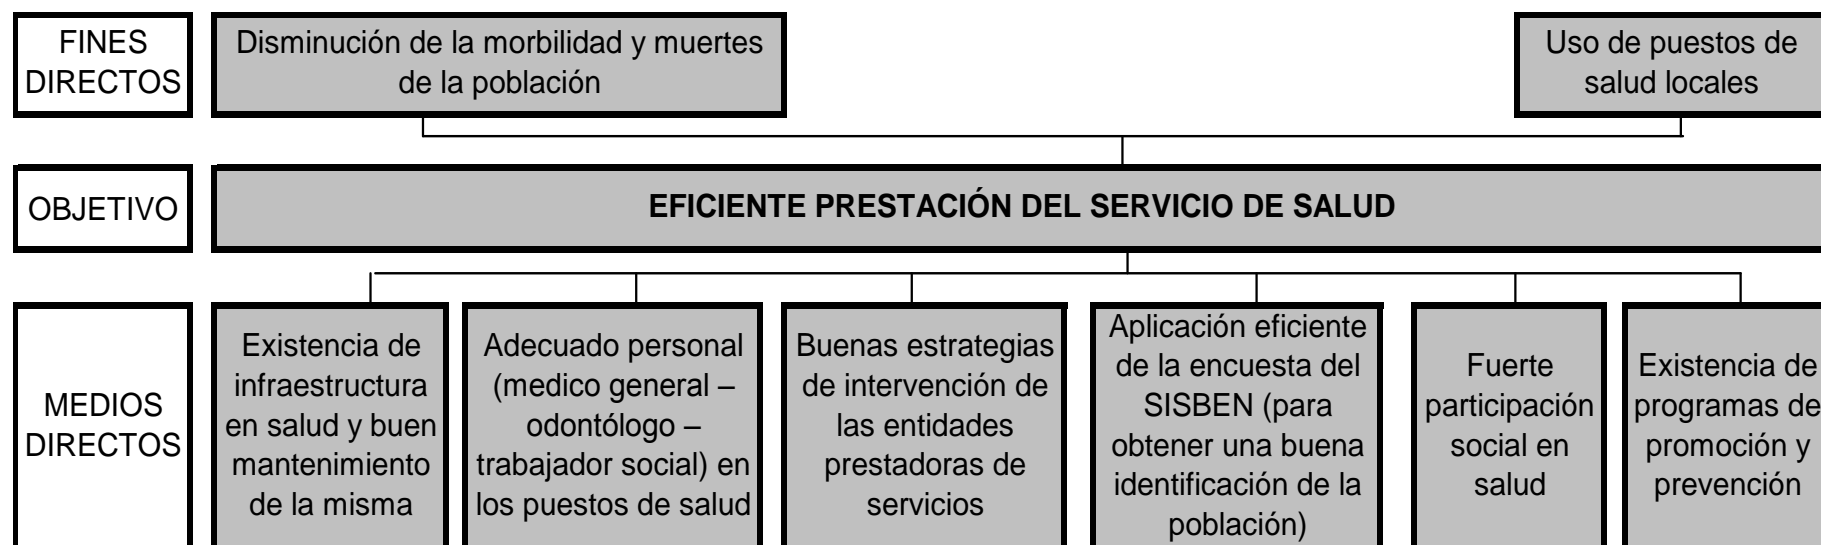 FINES
DIRECTOS
Disminución de la morbilidad y muertes
de la población
Uso de puestos de
salud locales
OBJETIVO
EFICIENTE PRESTACIÓN DEL SERVICIO DE SALUD
MEDIOS
DIRECTOS
Existencia de
infraestructura
en salud y buen
mantenimiento
de la misma
Adecuado personal
(medico general –
odontólogo –
trabajador social) en
los puestos de salud
Buenas estrategias
de intervención de
las entidades
prestadoras de
servicios
Aplicación eficiente
de la encuesta del
SISBEN (para
obtener una buena
identificación de la
población)
Fuerte
participación
social en
salud
Existencia de
programas de
promoción y
prevención